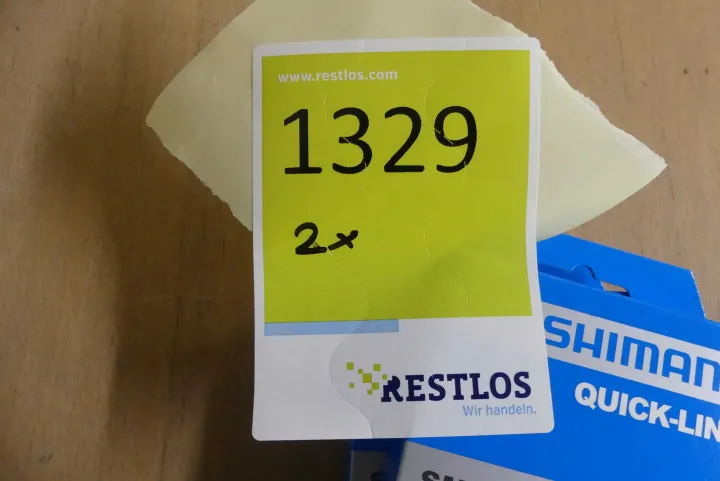 www.restlos.com
1329
2x
RESTLOS
Wir handeln.
SHIMAN
QUICK-LIN